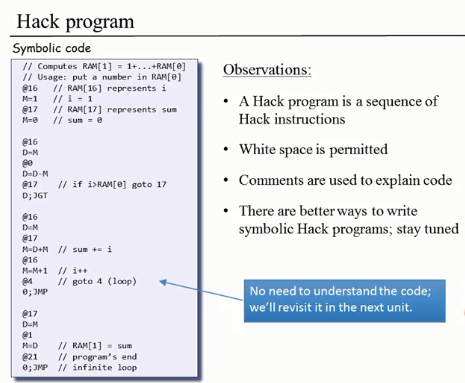 Hack program
Symbolic code
// Computes RAM[1] = 1+...+RAM[0]
// Usage: put a number in RAM[0]
@16 // RAM[16] represents i
M=1 // i = 1
@17 // RAM[17] represents sum
M=0 // sum = 0
@16
D=M
@0
D=D-M
@17 // if i>RAM[0] goto 17
D;JGT
@16
D=M
@17
M=D+M // sum += i
@16
M=M+1 // i++
@4 // goto 4 (loop)
0;JMP
@17
D=M
@1
M=D // RAM[1] = sum
@21 // program's end
0;JMP // infinite loop
Observations:
• A Hack program is a sequence of
Hack instructions
• White space is permitted
• Comments are used to explain code
• There are better ways to write
symbolic Hack programs; stay tuned
No need to understand the code;
we'll revisit it in the next unit.